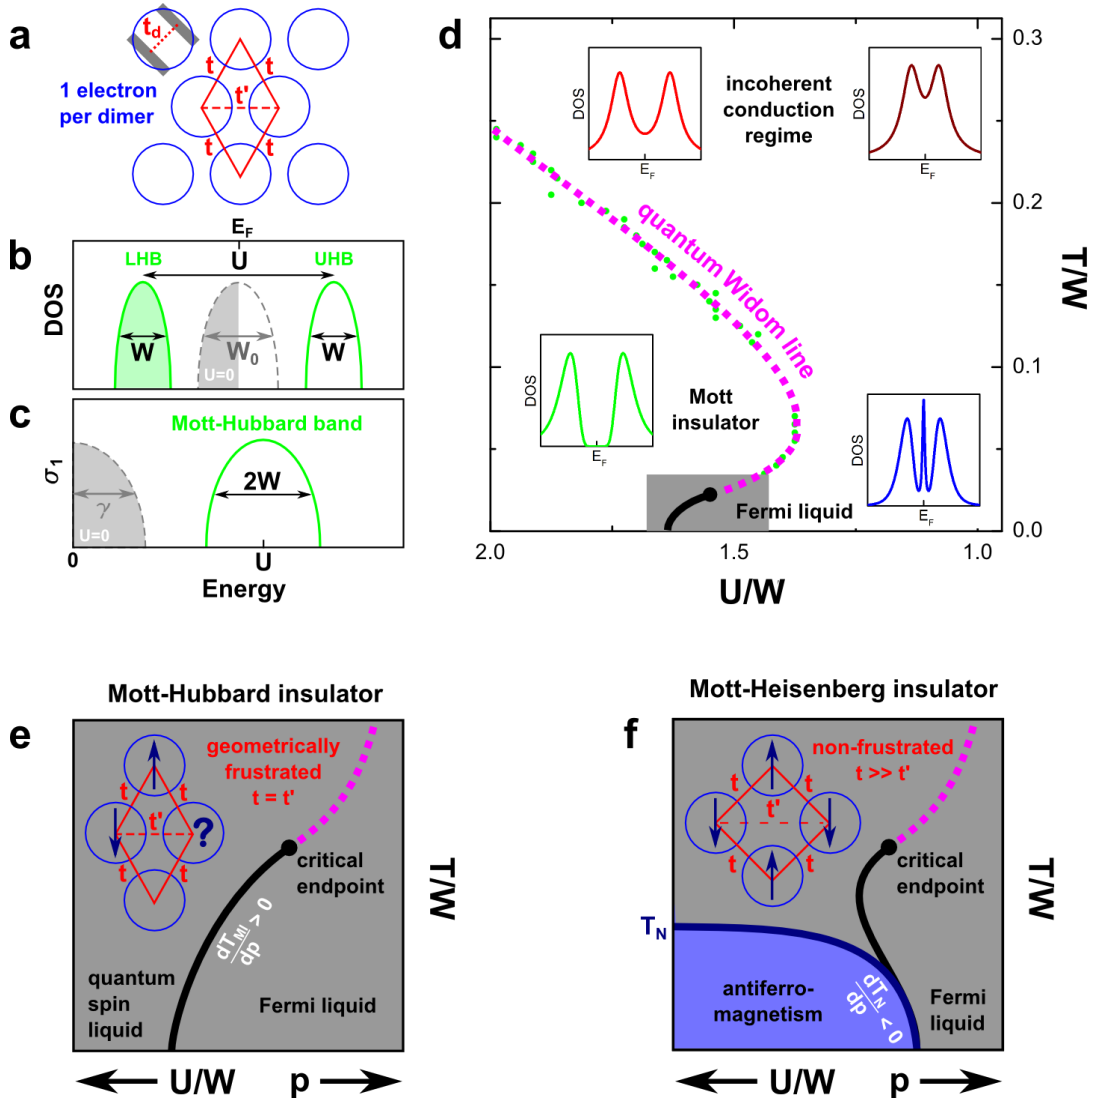 a
t_d
t
t
t'
t
t
1 electron
per dimer
b
E_F
LHB
U
UHB
DOS
W
W_0
W
U=0
c
Mott-Hubbard band
σ_1
2W
γ
U=0
0
U
Energy
d
0.3
DOS
E_F
incoherent
conduction
regime
DOS
E_F
0.2
T/W
quantum Widom line
0.1
DOS
E_F
Mott
insulator
DOS
E_F
Fermi liquid
0.0
2.0
1.5
1.0
U/W
Mott-Hubbard insulator
e
geometrically
frustrated
t = t'
t
t
t'
?
t
t
critical
endpoint
dT_MI
dp
> 0
quantum
spin
liquid
Fermi liquid
T/W
U/W
p
Mott-Heisenberg insulator
f
non-frustrated
t >> t'
t
t
t'
t
t
critical
endpoint
T_N
antiferro-
magnetism
dT_N
dp
< 0
Fermi
liquid
T/W
U/W
p